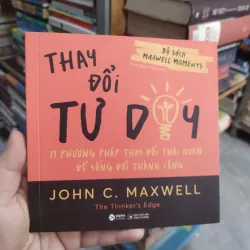 BỘ SÁCH
MAXWELL MOMENTS
THAY
ĐỔI
TƯ DUY
11 PHƯƠNG PHÁP THAY ĐỔI THÓI QUEN
ĐỂ SỐNG ĐỜI THÀNH CÔNG
JOHN C. MAXWELL
The Thinker's Edge